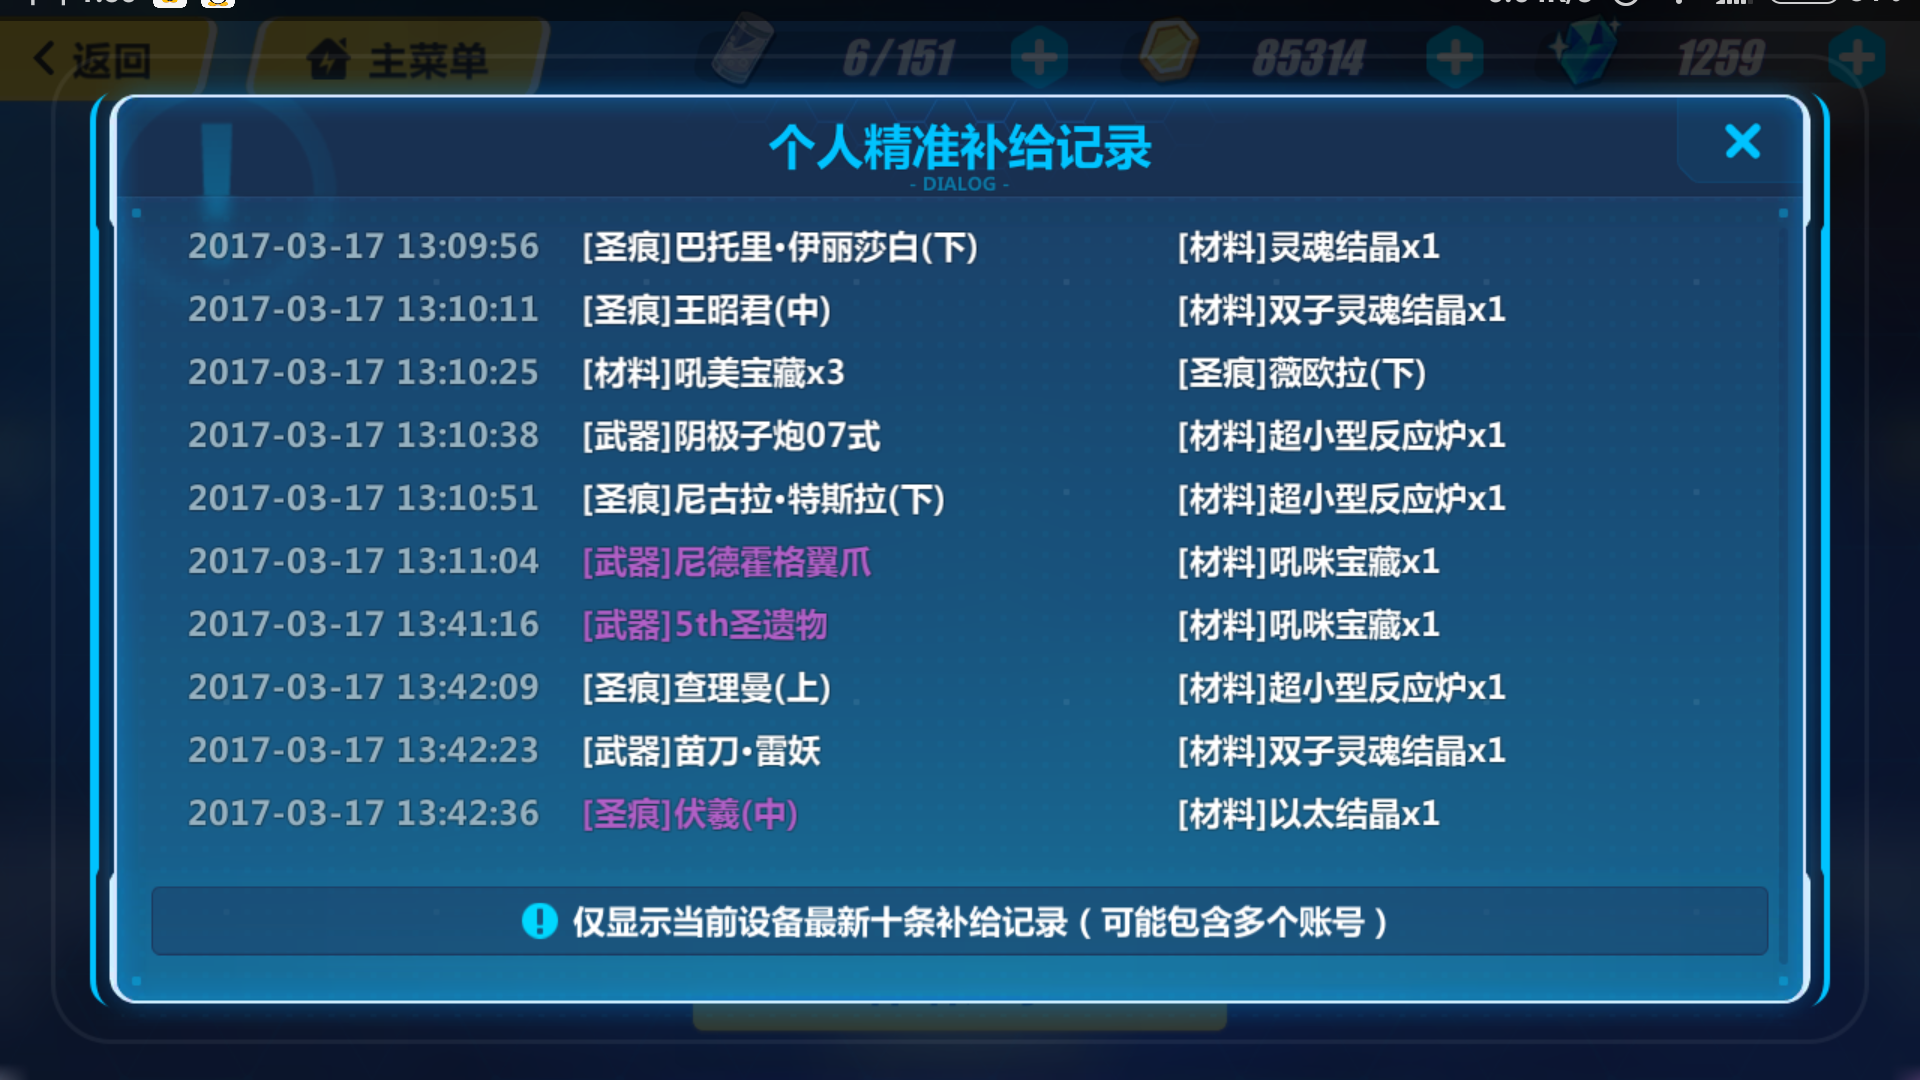 返回 主菜单 6/151 85314 1259
个人精准补给记录
- DIALOG -
2017-03-17 13:09:56 [圣痕]巴托里•伊丽莎白(下) [材料]灵魂结晶x1
2017-03-17 13:10:11 [圣痕]王昭君(中) [材料]双子灵魂结晶x1
2017-03-17 13:10:25 [材料]吼美宝藏x3 [圣痕]薇欧拉(下)
2017-03-17 13:10:38 [武器]阴极子炮07式 [材料]超小型反应炉x1
2017-03-17 13:10:51 [圣痕]尼古拉•特斯拉(下) [材料]超小型反应炉x1
2017-03-17 13:11:04 [武器]尼德霍格翼爪 [材料]吼咪宝藏x1
2017-03-17 13:41:16 [武器]5th圣遗物 [材料]吼咪宝藏x1
2017-03-17 13:42:09 [圣痕]查理曼(上) [材料]超小型反应炉x1
2017-03-17 13:42:23 [武器]苗刀•雷妖 [材料]双子灵魂结晶x1
2017-03-17 13:42:36 [圣痕]伏羲(中) [材料]以太结晶x1
仅显示当前设备最新十条补给记录（可能包含多个账号）